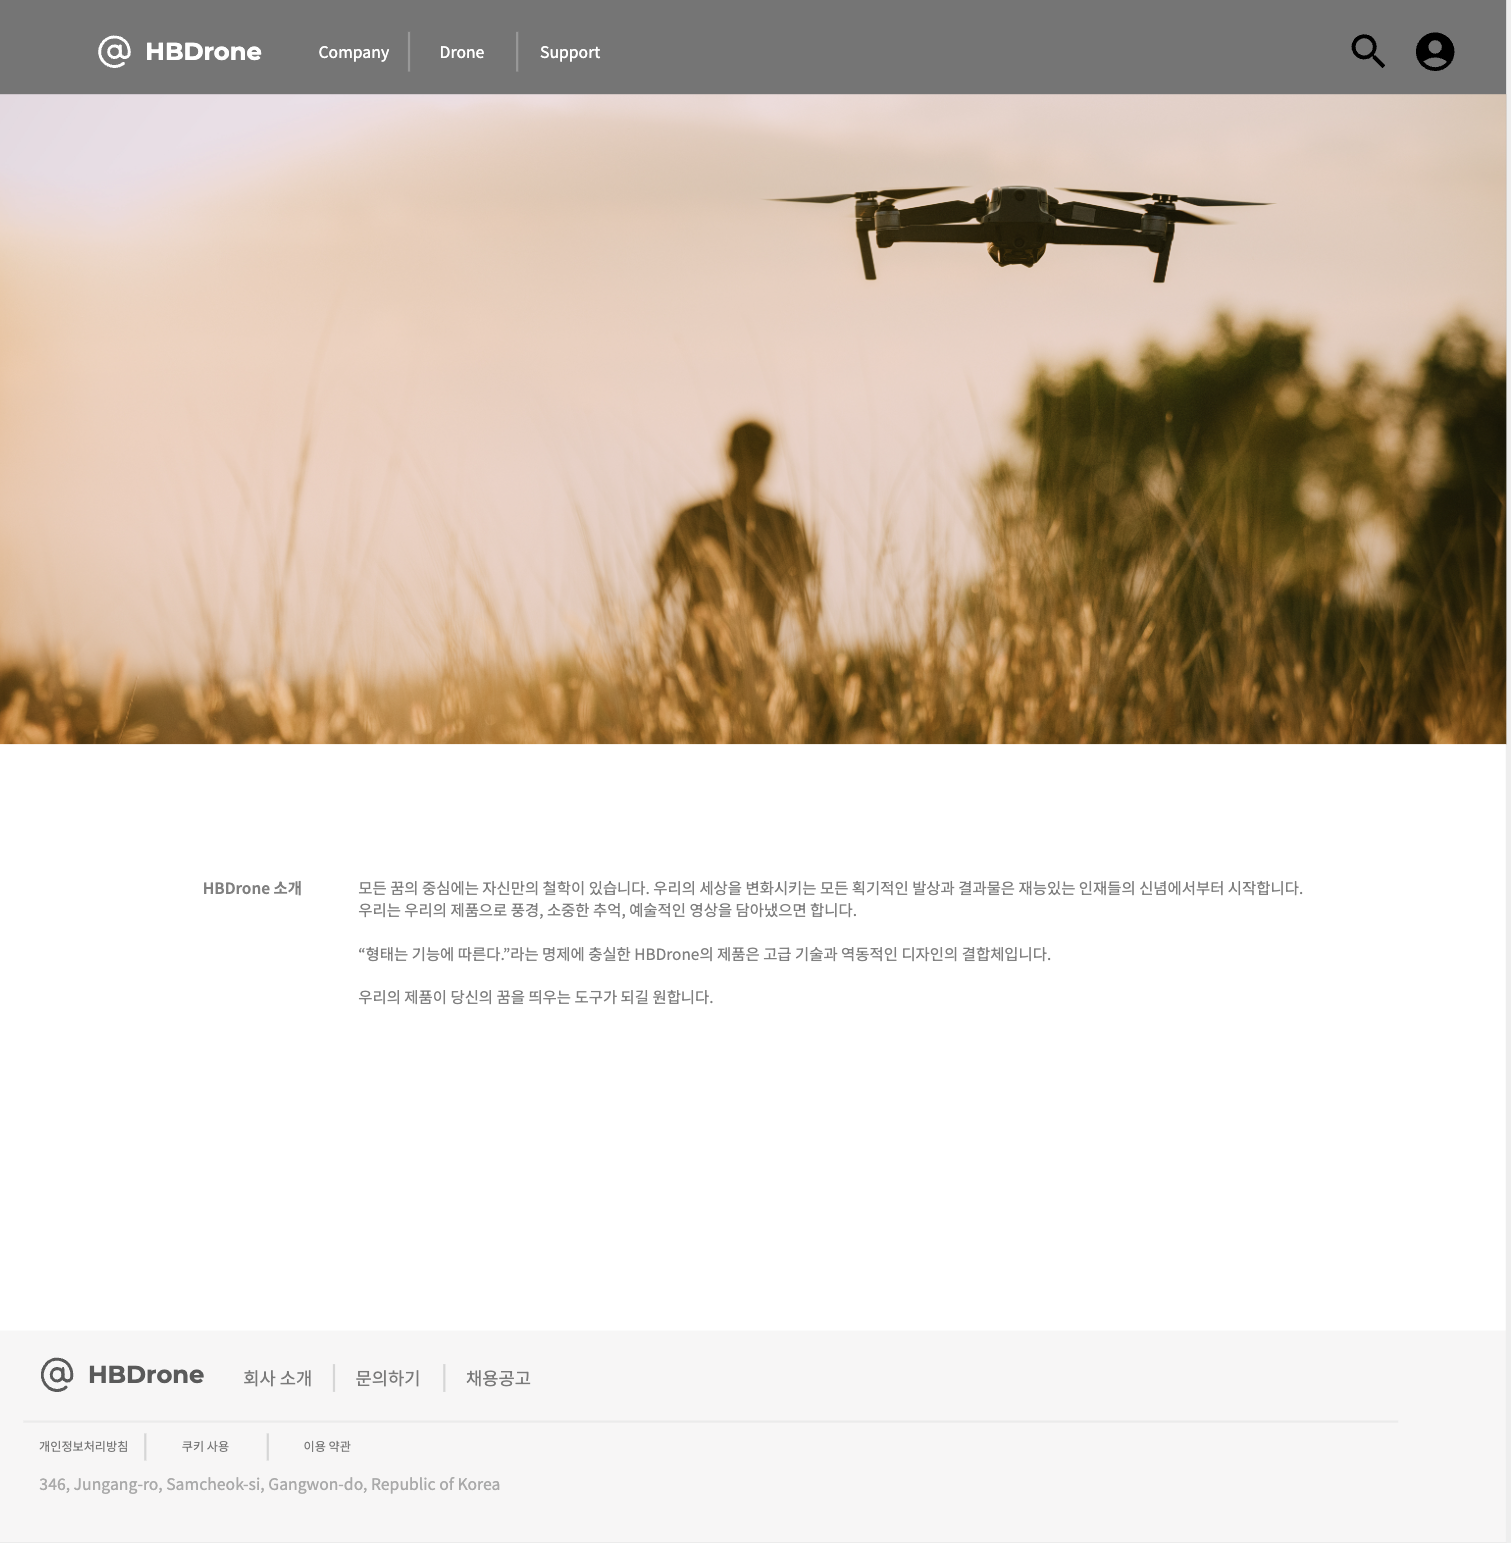 @ HBDrone Company Drone Support
HBDrone 소개
모든 꿈의 중심에는 자신만의 철학이 있습니다. 우리의 세상을 변화시키는 모든 획기적인 발상과 결과물은 재능있는 인재들의 신념에서부터 시작합니다.
우리는 우리의 제품으로 풍경, 소중한 추억, 예술적인 영상을 담아냈으면 합니다.
“형태는 기능에 따른다.”라는 명제에 충실한 HBDrone의 제품은 고급 기술과 역동적인 디자인의 결합체입니다.
우리의 제품이 당신의 꿈을 띄우는 도구가 되길 원합니다.
@ HBDrone 회사 소개 문의하기 채용공고
개인정보처리방침 쿠키 사용 이용 약관
346, Jungang-ro, Samcheok-si, Gangwon-do, Republic of Korea